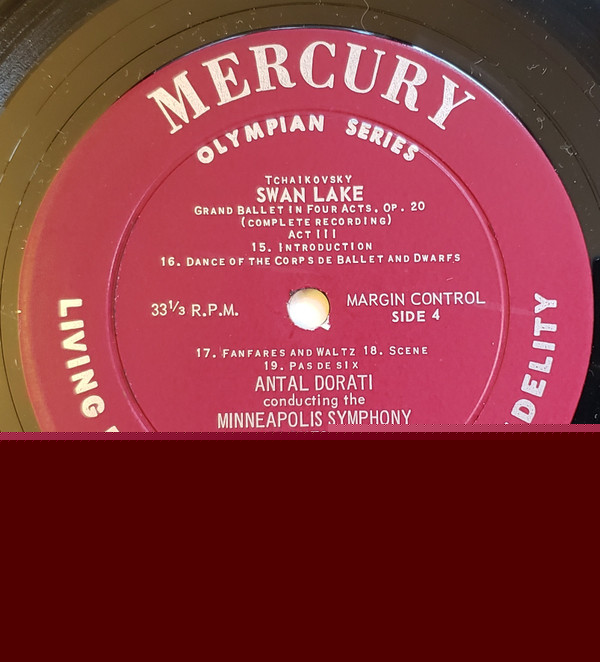 MERCURY
OLYMPIAN SERIES
TCHAIKOVSKY
SWAN LAKE
GRAND BALLET IN FOUR ACTS, OP. 20
(COMPLETE RECORDING)
ACT III
15. INTRODUCTION
16. DANCE OF THE CORPS DE BALLET AND DWARFS
33⅓ R.P.M.
MARGIN CONTROL
SIDE 4
17. FANFARES AND WALTZ 18. SCENE
19. PAS DE SIX
ANTAL DORATI
conducting the
MINNEAPOLIS SYMPHONY
LIVING